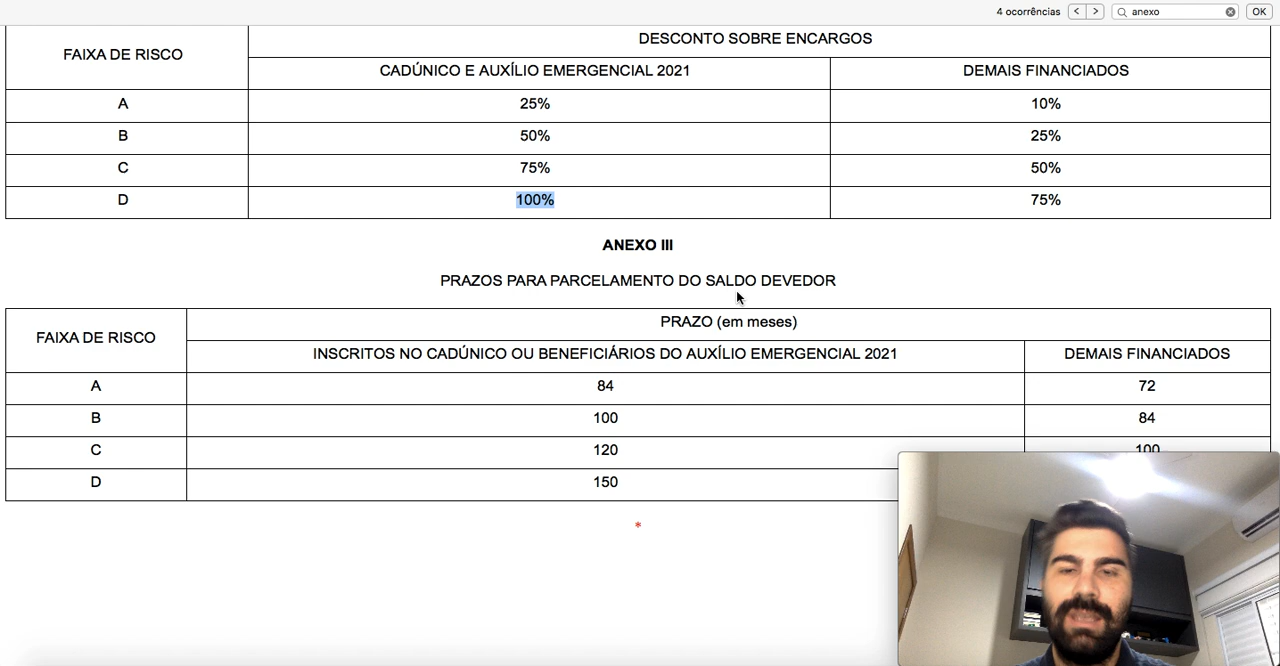 4 ocorrências < > anexo OK
DESCONTO SOBRE ENCARGOS
FAIXA DE RISCO
CADÚNICO E AUXÍLIO EMERGENCIAL 2021 DEMAIS FINANCIADOS
A 25% 10%
B 50% 25%
C 75% 50%
D 100% 75%
ANEXO III
PRAZOS PARA PARCELAMENTO DO SALDO DEVEDOR
PRAZO (em meses)
FAIXA DE RISCO
INSCRITOS NO CADÚNICO OU BENEFICIÁRIOS DO AUXÍLIO EMERGENCIAL 2021 DEMAIS FINANCIADOS
A 84 72
B 100 84
C 120 100
D 150
*